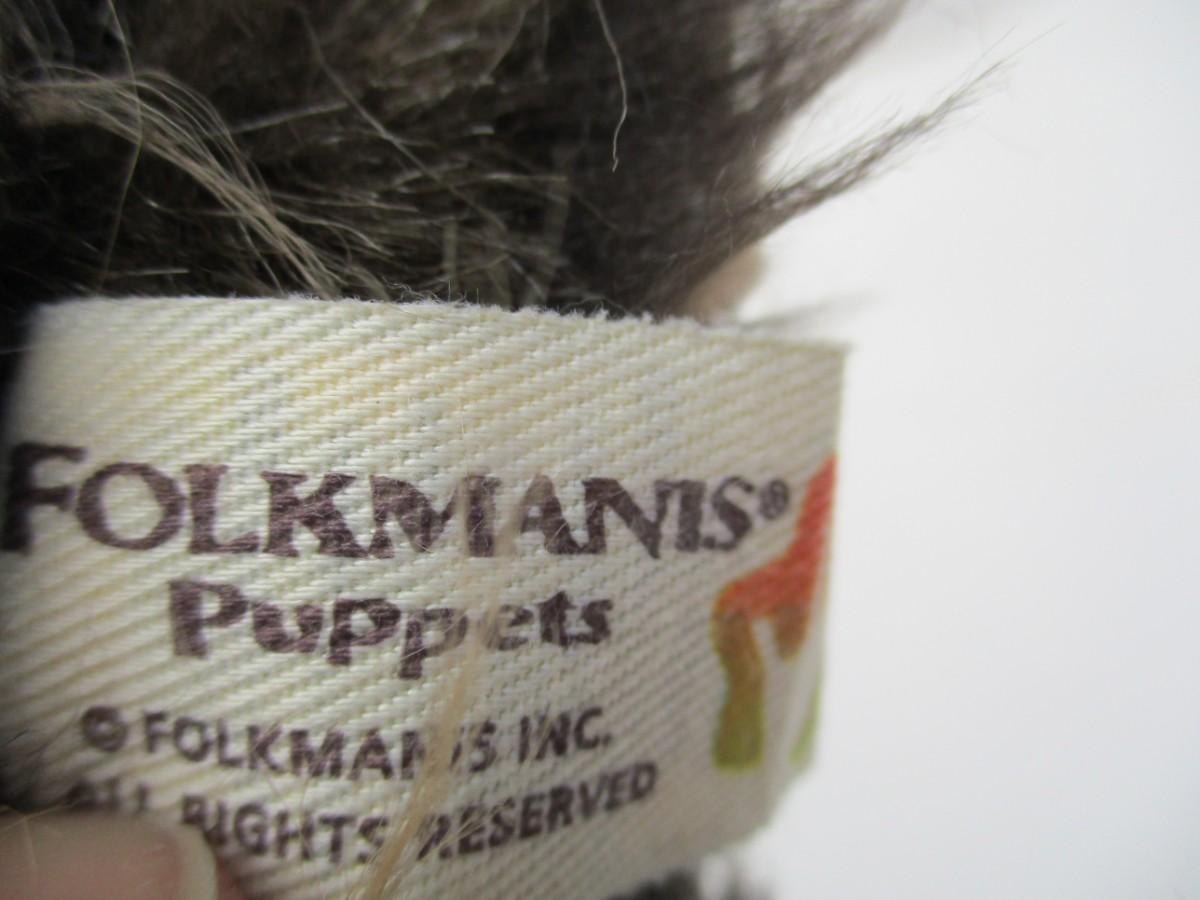 FOLKMANIS®
Puppets
© FOLKMANIS INC.
ALL RIGHTS RESERVED